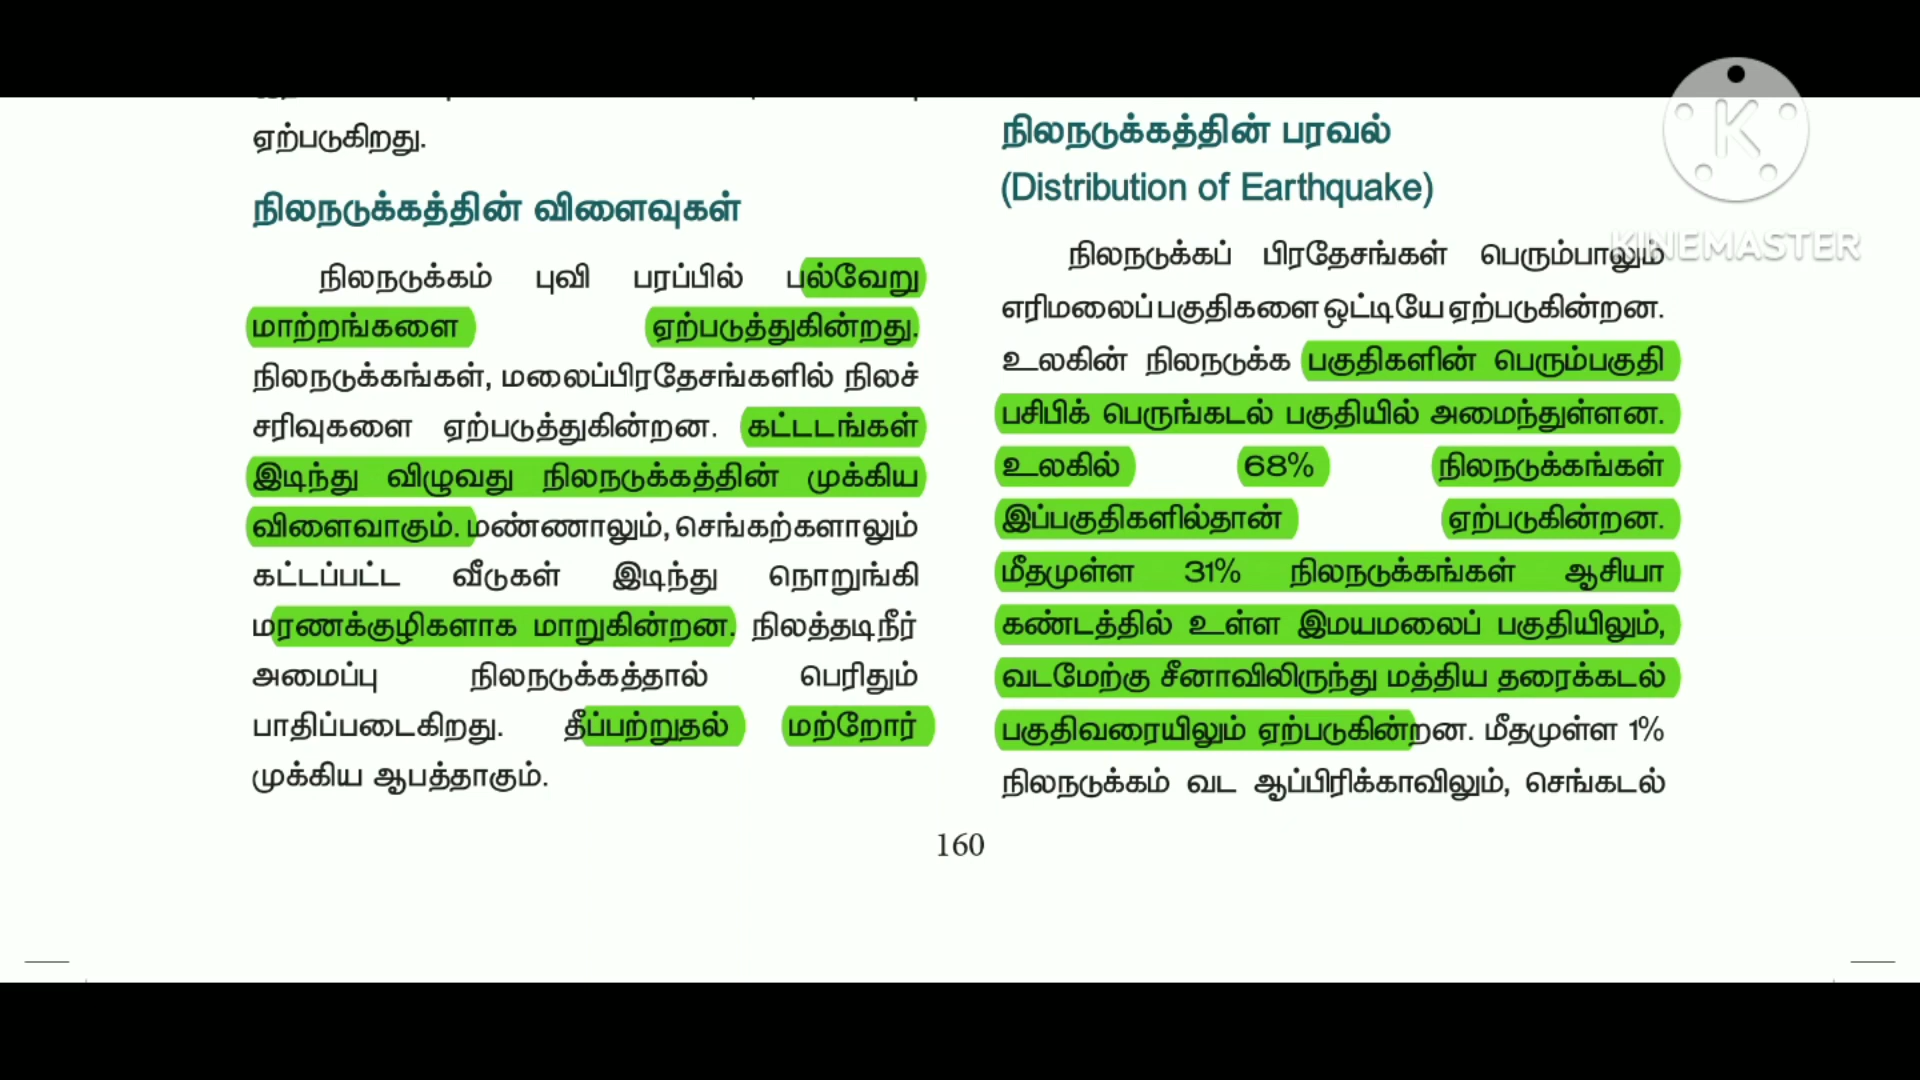 ஏற்படுகிறது.
நிலநடுக்கத்தின் விளைவுகள்
நிலநடுக்கம் புவி பரப்பில் பல்வேறு
மாற்றங்களை ஏற்படுத்துகின்றது.
நிலநடுக்கங்கள், மலைப்பிரதேசங்களில் நிலச்
சரிவுகளை ஏற்படுத்துகின்றன. கட்டடங்கள்
இடிந்து விழுவது நிலநடுக்கத்தின் முக்கிய
விளைவாகும். மண்ணாலும், செங்கற்களாலும்
கட்டப்பட்ட வீடுகள் இடிந்து நொறுங்கி
மரணக்குழிகளாக மாறுகின்றன. நிலத்தடிநீர்
அமைப்பு நிலநடுக்கத்தால் பெரிதும்
பாதிப்படைகிறது. தீப்பற்றுதல் மற்றோர்
முக்கிய ஆபத்தாகும்.
நிலநடுக்கத்தின் பரவல்
(Distribution of Earthquake)
நிலநடுக்கப் பிரதேசங்கள் பெரும்பாலும்
எரிமலைப் பகுதிகளை ஒட்டியே ஏற்படுகின்றன.
உலகின் நிலநடுக்க பகுதிகளின் பெரும்பகுதி
பசிபிக் பெருங்கடல் பகுதியில் அமைந்துள்ளன.
உலகில் 68% நிலநடுக்கங்கள்
இப்பகுதிகளில்தான் ஏற்படுகின்றன.
மீதமுள்ள 31% நிலநடுக்கங்கள் ஆசியா
கண்டத்தில் உள்ள இமயமலைப் பகுதியிலும்,
வடமேற்கு சீனாவிலிருந்து மத்திய தரைக்கடல்
பகுதிவரையிலும் ஏற்படுகின்றன. மீதமுள்ள 1%
நிலநடுக்கம் வட ஆப்பிரிக்காவிலும், செங்கடல்
160
K
KINEMASTER